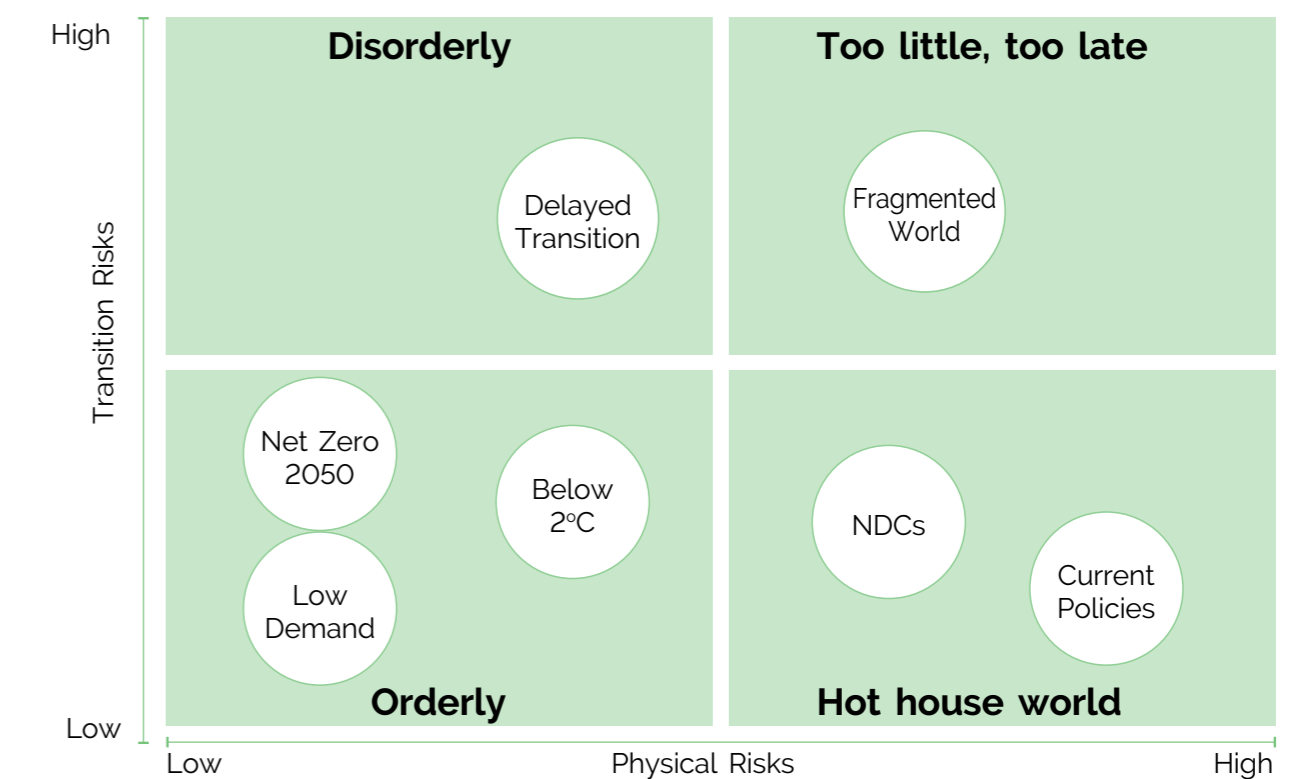 High
Disorderly
Too little, too late
Delayed
Transition
Fragmented
World
Transition Risks
Net Zero
2050
Below
2°C
NDCs
Low
Demand
Current
Policies
Orderly
Hot house world
Low
Low
Physical Risks
High